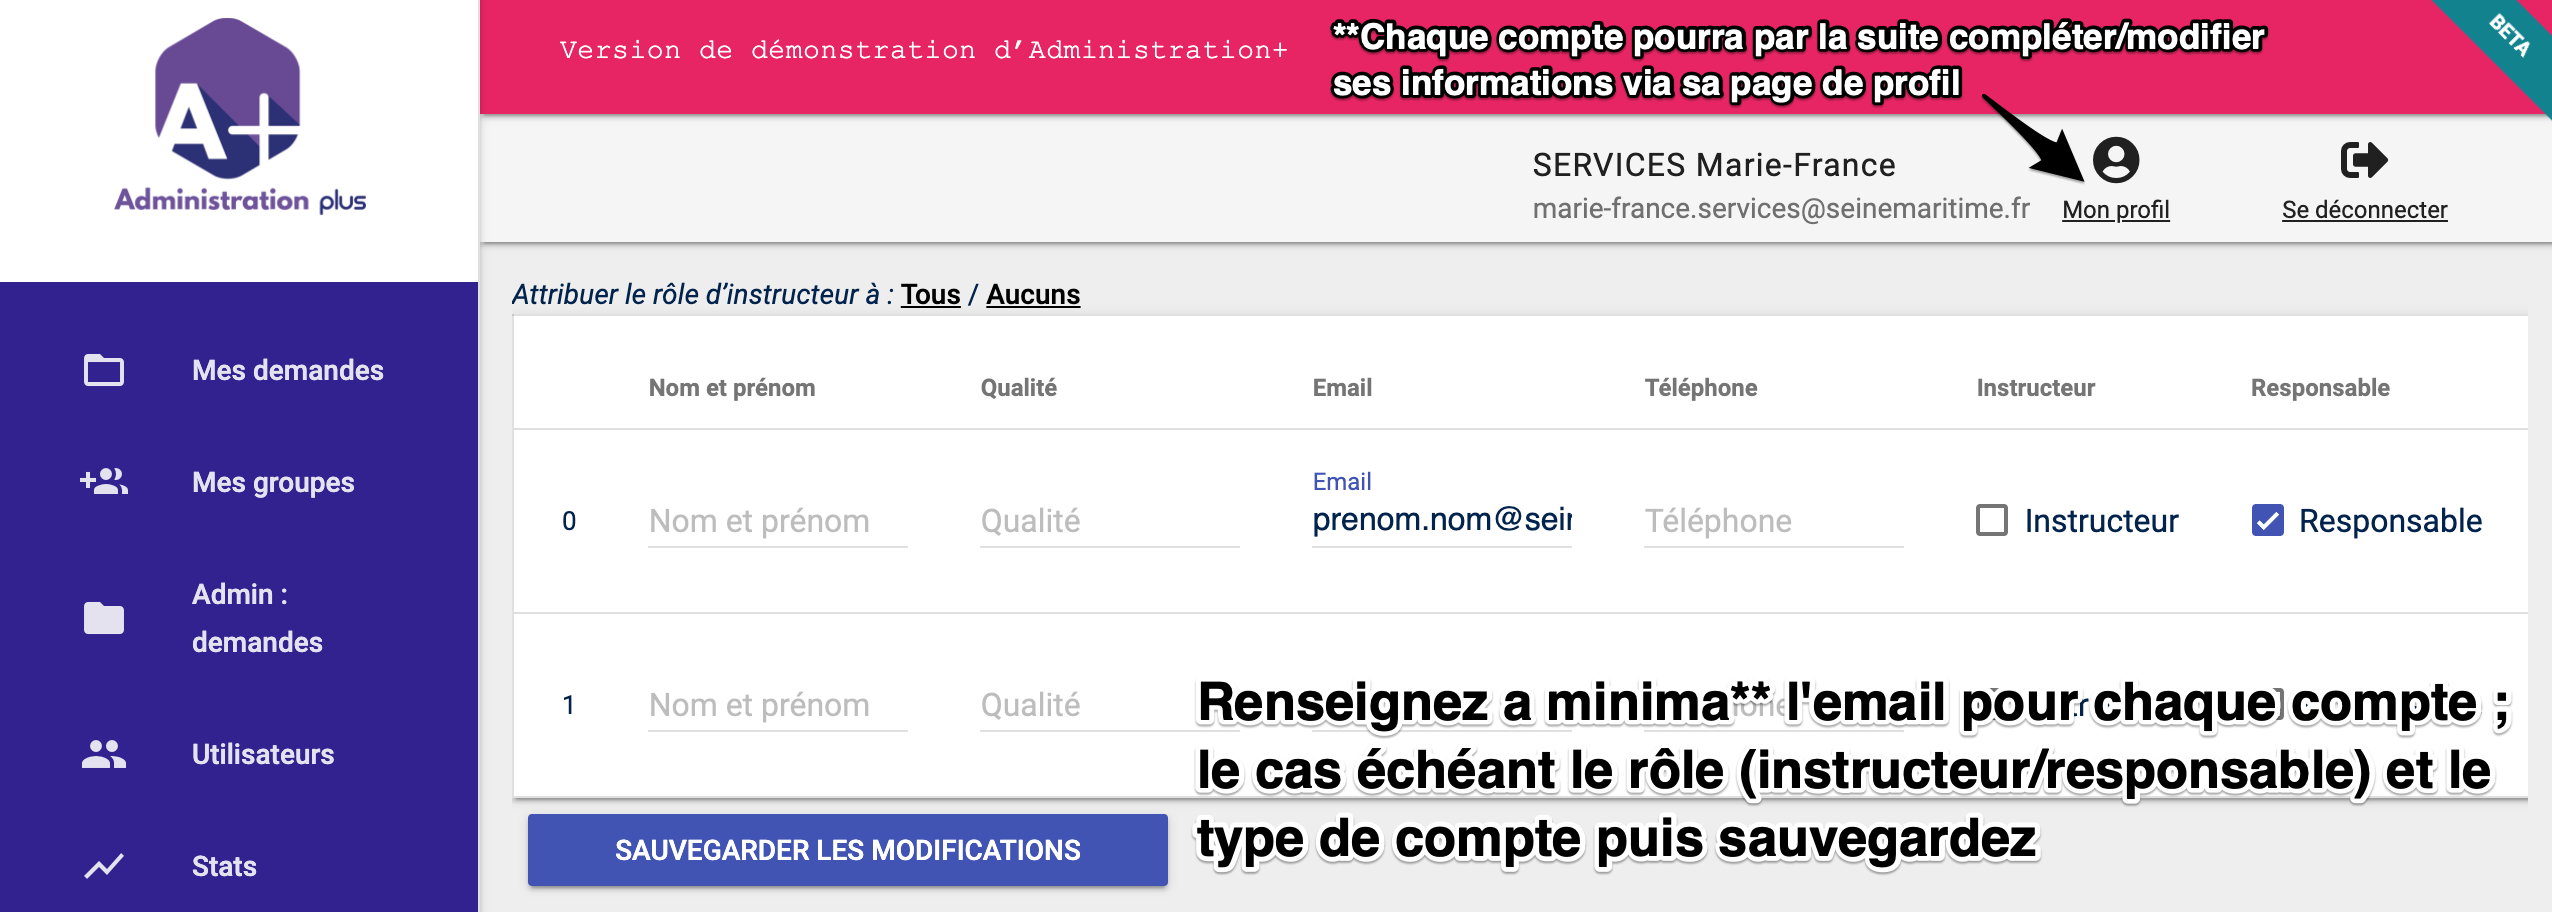 A+
Administration plus
Version de démonstration d’Administration+
**Chaque compte pourra par la suite compléter/modifier
ses informations via sa page de profil
BETA
SERVICES Marie-France
marie-france.services@seinemaritime.fr
Mon profil
Se déconnecter
Mes demandes
Mes groupes
Admin :
demandes
Utilisateurs
Stats
Attribuer le rôle d’instructeur à : Tous / Aucuns
Nom et prénom Qualité Email Téléphone Instructeur Responsable
Email
0 Nom et prénom Qualité prenom.nom@sei Téléphone Instructeur Responsable
1 Nom et prénom Qualité
Renseignez a minima** l'email pour chaque compte ;
le cas échéant le rôle (instructeur/responsable) et le
type de compte puis sauvegardez
SAUVEGARDER LES MODIFICATIONS